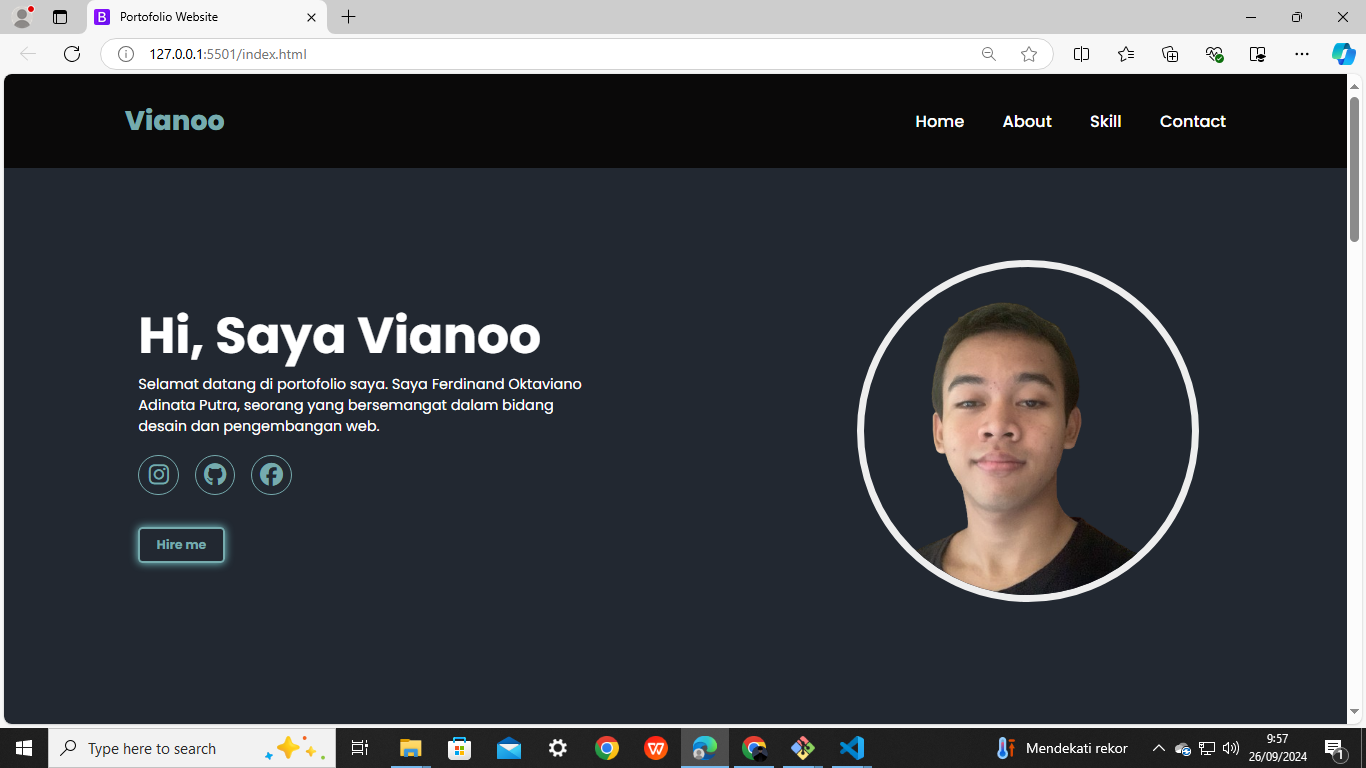 Portofolio Website
127.0.0.1:5501/index.html
Vianoo
Home
About
Skill
Contact
Hi, Saya Vianoo
Selamat datang di portofolio saya. Saya Ferdinand Oktaviano
Adinata Putra, seorang yang bersemangat dalam bidang
desain dan pengembangan web.
Hire me
Type here to search
Mendekati rekor
9:57
26/09/2024
1